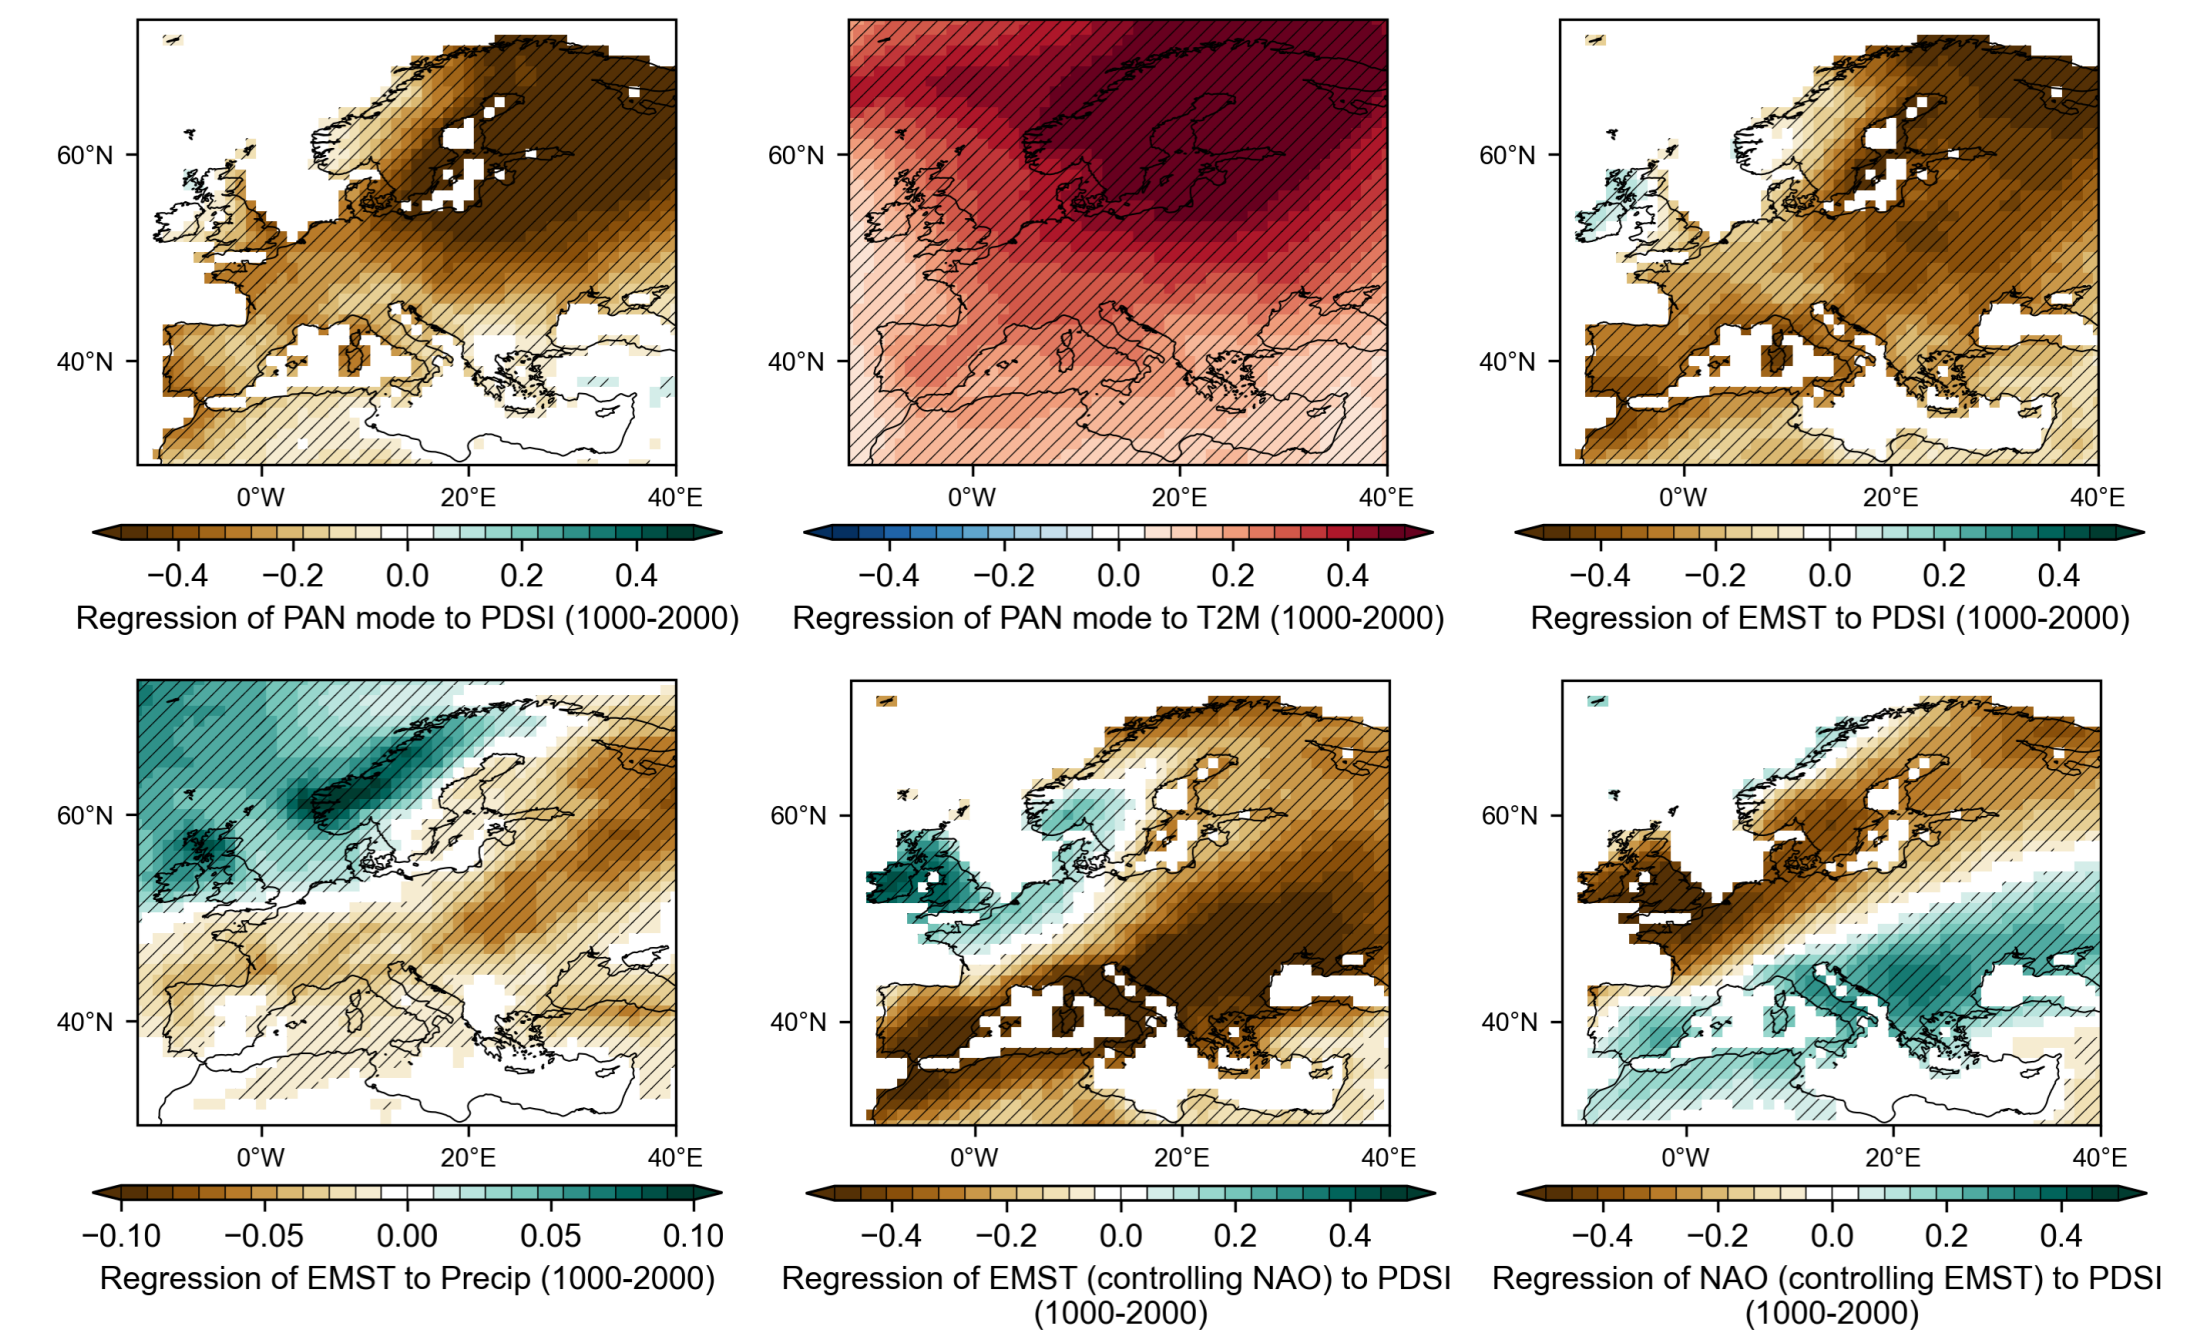 60°N
40°N
0°W 20°E 40°E
−0.4 −0.2 0.0 0.2 0.4
Regression of PAN mode to PDSI (1000-2000)
60°N
40°N
0°W 20°E 40°E
−0.4 −0.2 0.0 0.2 0.4
Regression of PAN mode to T2M (1000-2000)
60°N
40°N
0°W 20°E 40°E
−0.4 −0.2 0.0 0.2 0.4
Regression of EMST to PDSI (1000-2000)
60°N
40°N
0°W 20°E 40°E
−0.10 −0.05 0.00 0.05 0.10
Regression of EMST to Precip (1000-2000)
60°N
40°N
0°W 20°E 40°E
−0.4 −0.2 0.0 0.2 0.4
Regression of EMST (controlling NAO) to PDSI
(1000-2000)
60°N
40°N
0°W 20°E 40°E
−0.4 −0.2 0.0 0.2 0.4
Regression of NAO (controlling EMST) to PDSI
(1000-2000)